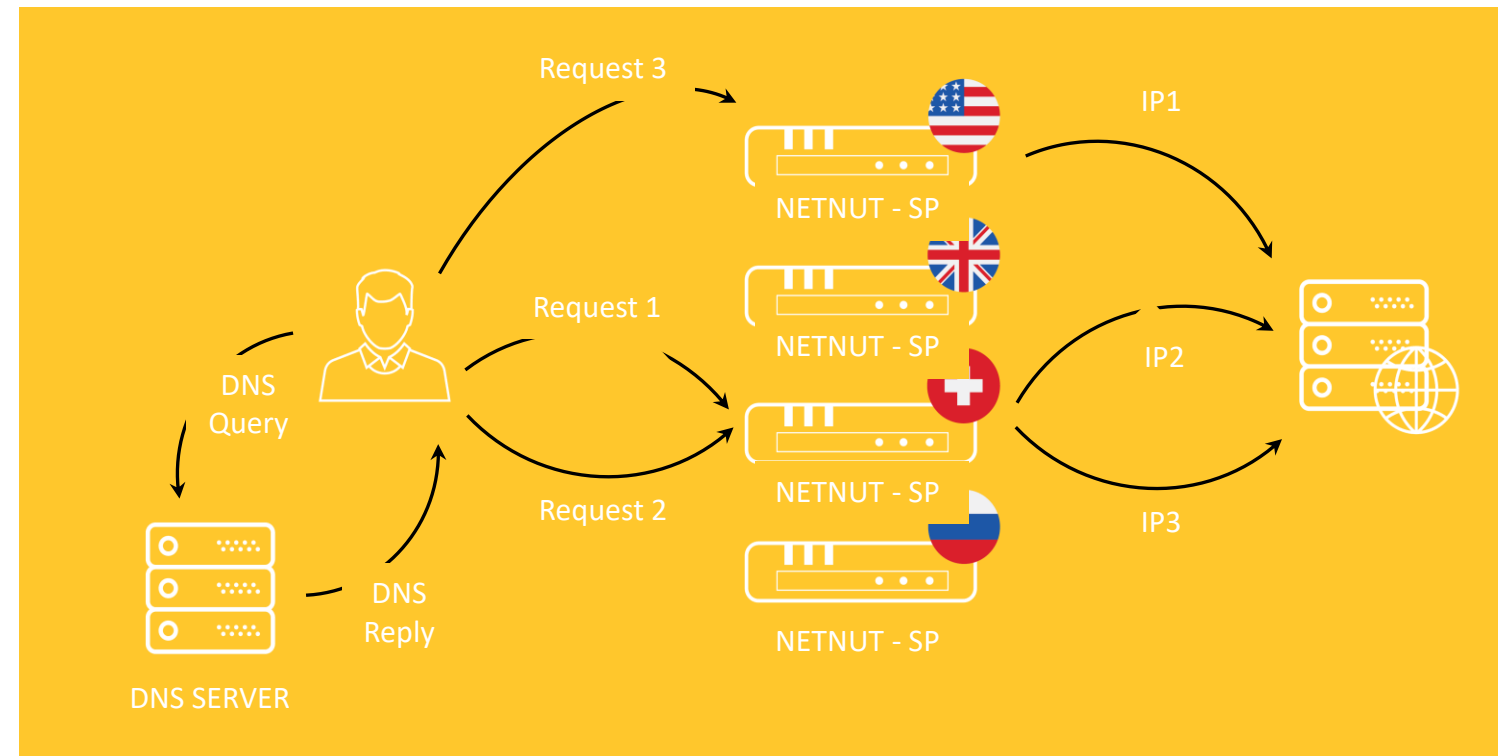 Request 3
IP1
NETNUT - SP
Request 1
NETNUT - SP
IP2
DNS
Query
NETNUT - SP
Request 2
IP3
DNS
Reply
NETNUT - SP
DNS SERVER